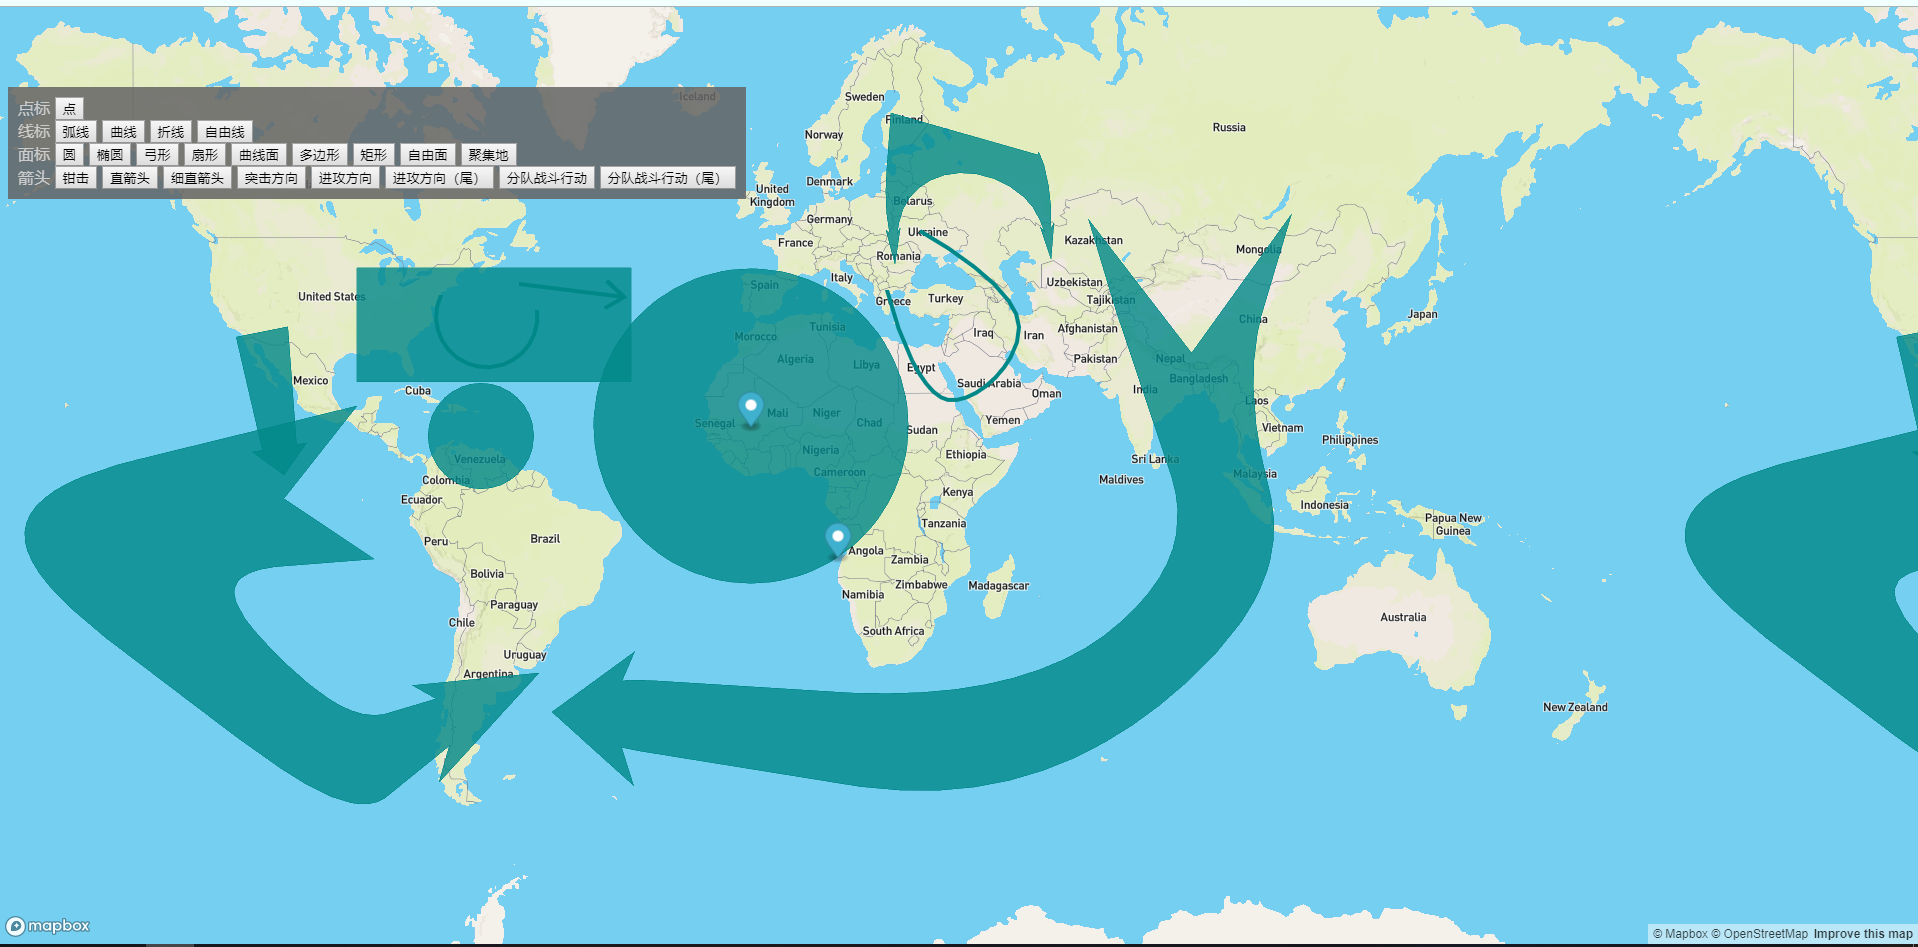 Iceland
点标 点
线标 弧线 曲线 折线 自由线
面标 圆 椭圆 弓形 扇形 曲线面 多边形 矩形 自由面 聚集地
箭头 钳击 直箭头 细直箭头 突击方向 进攻方向 进攻方向（尾） 分队战斗行动 分队战斗行动（尾）
Sweden
Finland
Norway
Russia
Denmark
United
Kingdom
Belarus
Germany
Ukraine
France
Kazakhstan
Mongolia
Romania
Italy
Spain
Uzbekistan
United States
Greece
Turkey
Tajikistan
Japan
China
Tunisia
Morocco
Iraq
Iran
Afghanistan
Algeria
Libya
Egypt
Pakistan
Nepal
Mexico
Bangladesh
Cuba
Saudi Arabia
Oman
India
Laos
Mali
Niger
Chad
Senegal
Sudan
Yemen
Vietnam
Philippines
Nigeria
Ethiopia
Venezuela
Sri Lanka
Cameroon
Malaysia
Colombia
Maldives
Kenya
Ecuador
Indonesia
Papua New
Guinea
Tanzania
Peru
Brazil
Angola
Zambia
Bolivia
Zimbabwe
Madagascar
Namibia
Paraguay
Chile
Australia
South Africa
Uruguay
Argentina
New Zealand
mapbox
© Mapbox © OpenStreetMap Improve this map